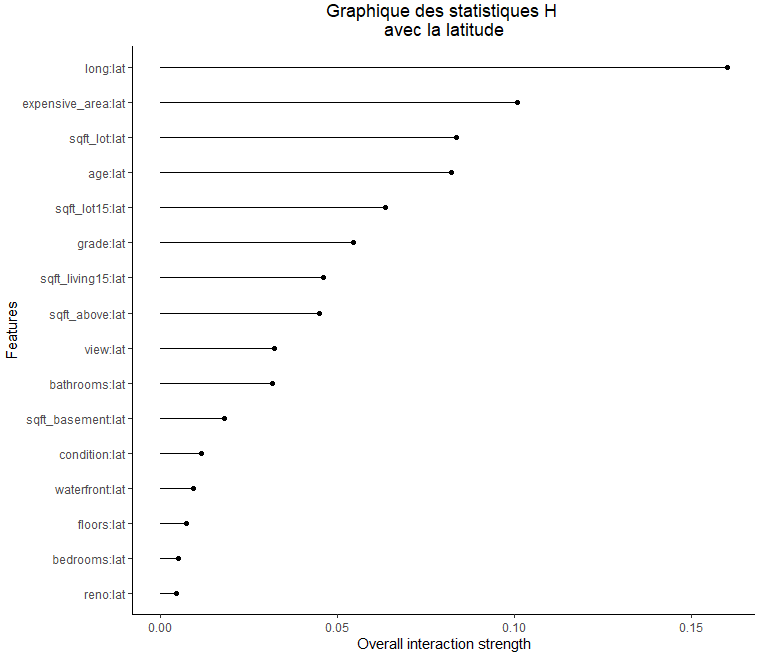 Graphique des statistiques H
avec la latitude
Features
long:lat
expensive_area:lat
sqft_lot:lat
age:lat
sqft_lot15:lat
grade:lat
sqft_living15:lat
sqft_above:lat
view:lat
bathrooms:lat
sqft_basement:lat
condition:lat
waterfront:lat
floors:lat
bedrooms:lat
reno:lat
0.00 0.05 0.10 0.15
Overall interaction strength